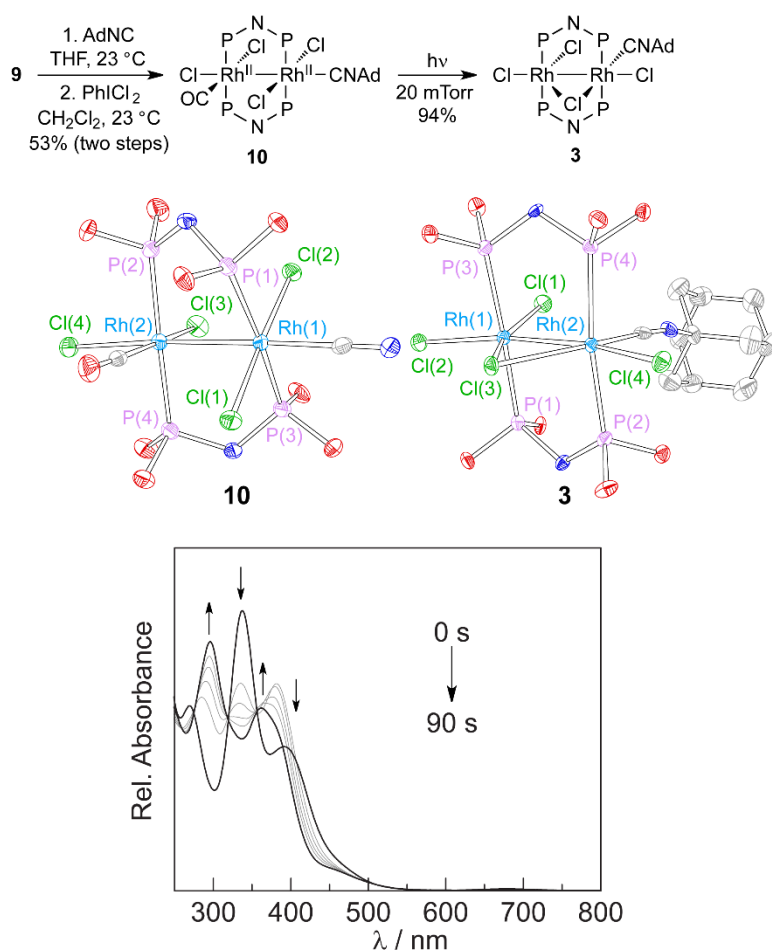 9
1. AdNC
THF, 23 °C
2. PhICl2
CH2Cl2, 23 °C
53% (two steps)
P N P
Cl Cl
Cl Rh^II Rh^II CNAd
OC Cl
P N P
10
hν
20 mTorr
94%
P N P
Cl CNAd
Cl Rh Rh Cl
Cl
P N P
3
P(2)
P(1)
Cl(2)
Cl(3)
Rh(2)
Rh(1)
Cl(4)
Cl(1)
P(4)
P(3)
10
P(3)
P(4)
Cl(1)
Rh(1)
Rh(2)
Cl(2)
Cl(3)
Cl(4)
P(1)
P(2)
3
Rel. Absorbance
0 s
90 s
300 400 500 600 700 800
λ / nm